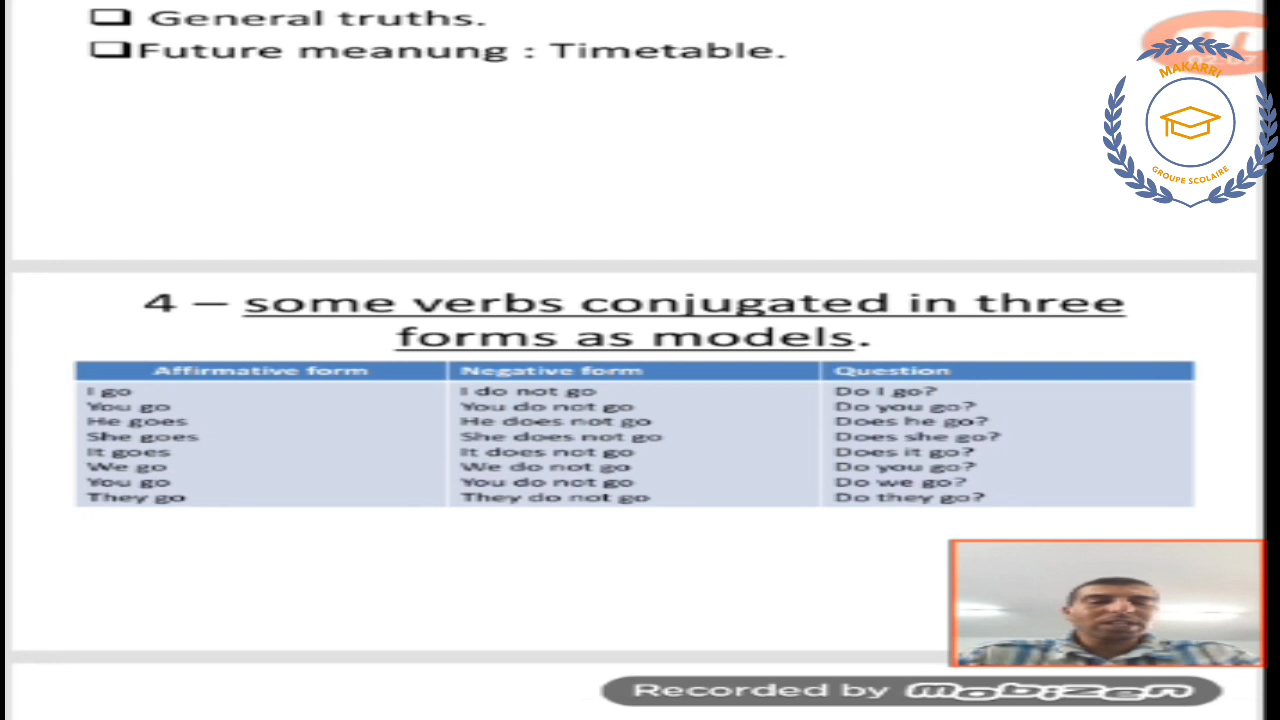 ❑ General truths.
❑Future meanung : Timetable.
MAKARRI
GROUPE SCOLAIRE
4 – some verbs conjugated in three
forms as models.
Affirmative form Negative form Question
I go I do not go Do I go?
You go You do not go Do you go?
He goes He does not go Does he go?
She goes She does not go Does she go?
It goes It does not go Does it go?
We go We do not go Do you go?
You go You do not go Do we go?
They go They do not go Do they go?
Recorded by mobizen